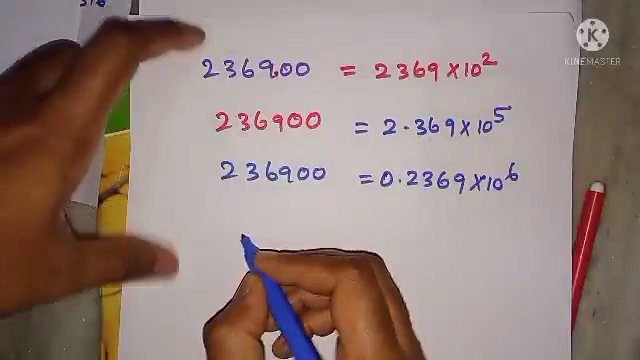 236900 = 2369×10²
236900 = 2.369×10⁵
236900 = 0.2369×10⁶
KINEMASTER